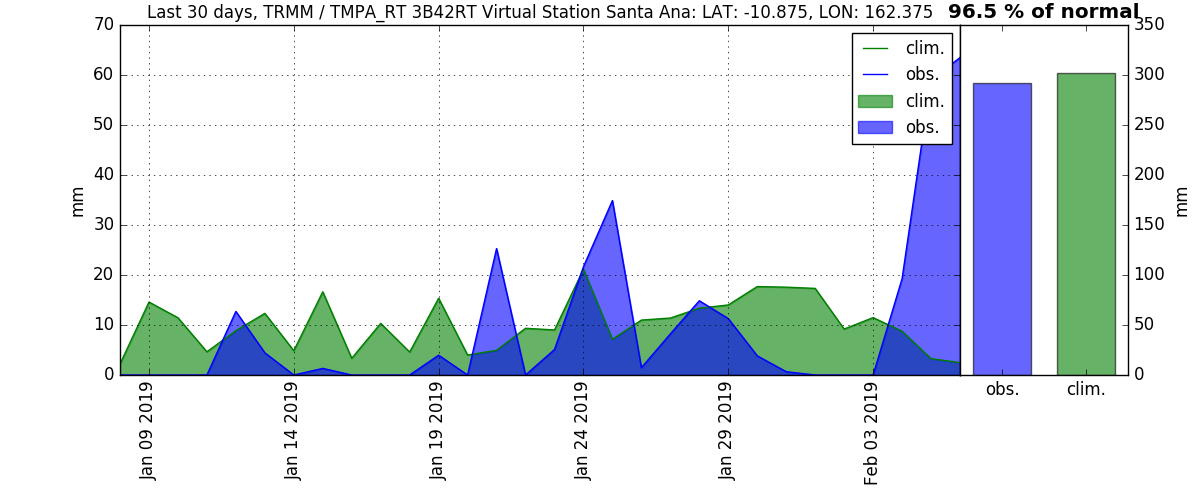 Last 30 days, TRMM / TMPA_RT 3B42RT Virtual Station Santa Ana: LAT: -10.875, LON: 162.375 96.5 % of normal
70
60
50
40
30
20
10
0
mm
clim.
obs.
clim.
obs.
350
300
250
200
150
100
50
0
mm
obs.
clim.
Jan 09 2019
Jan 14 2019
Jan 19 2019
Jan 24 2019
Jan 29 2019
Feb 03 2019